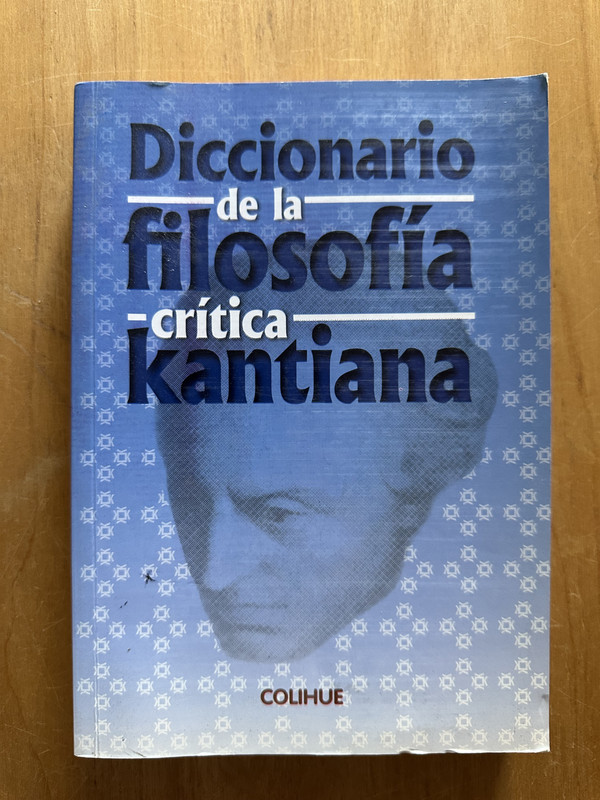 Diccionario
de la
filosofía
crítica
kantiana
COLIHUE